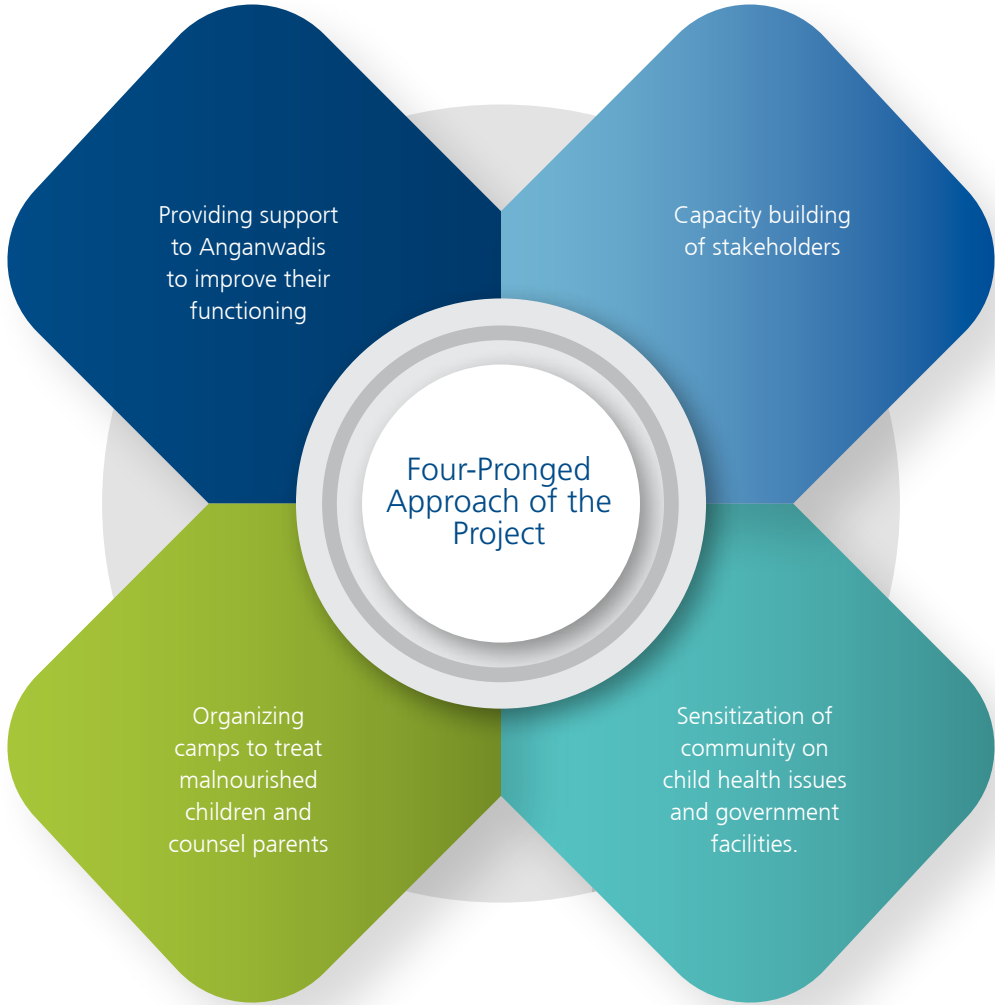 Providing support
to Anganwadis
to improve their
functioning
Capacity building
of stakeholders
Four-Pronged
Approach of the
Project
Organizing
camps to treat
malnourished
children and
counsel parents
Sensitization of
community on
child health issues
and government
facilities.